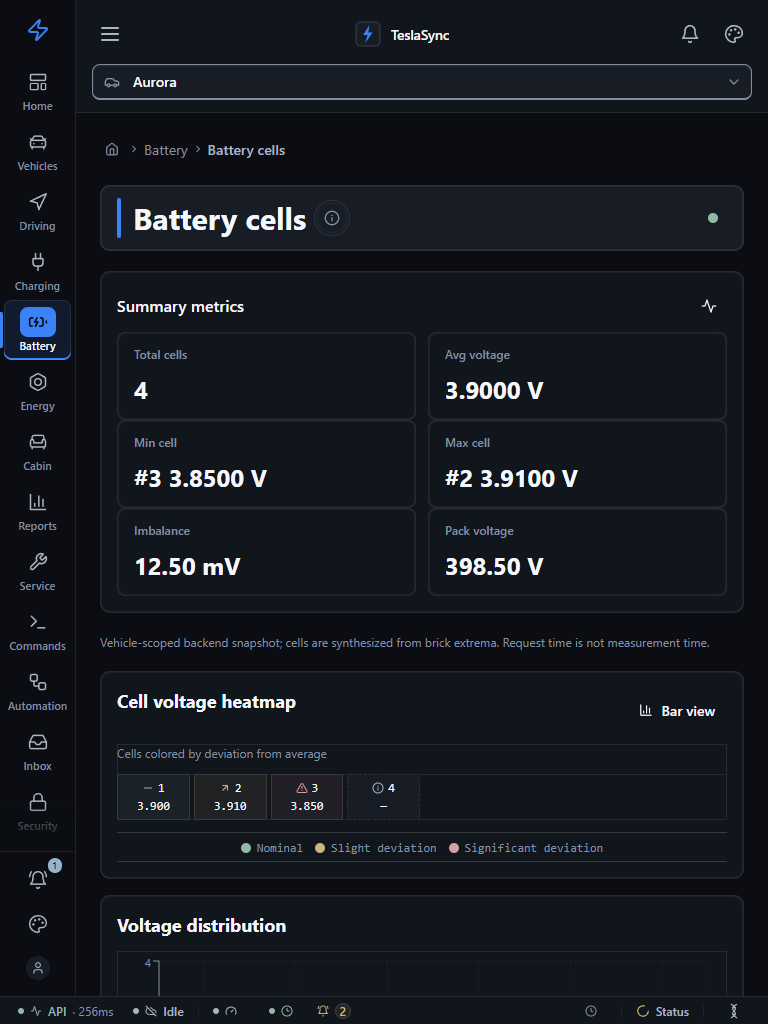 TeslaSync
Aurora
Home
Vehicles
Driving
Charging
Battery
Energy
Cabin
Reports
Service
Commands
Automation
Inbox
Security
1
Battery
Battery cells
Battery cells
Summary metrics
Total cells
4
Avg voltage
3.9000 V
Min cell
#3 3.8500 V
Max cell
#2 3.9100 V
Imbalance
12.50 mV
Pack voltage
398.50 V
Vehicle-scoped backend snapshot; cells are synthesized from brick extrema. Request time is not measurement time.
Cell voltage heatmap
Bar view
Cells colored by deviation from average
1
3.900
2
3.910
3
3.850
4
—
Nominal
Slight deviation
Significant deviation
Voltage distribution
4
API · 256ms
Idle
2
Status